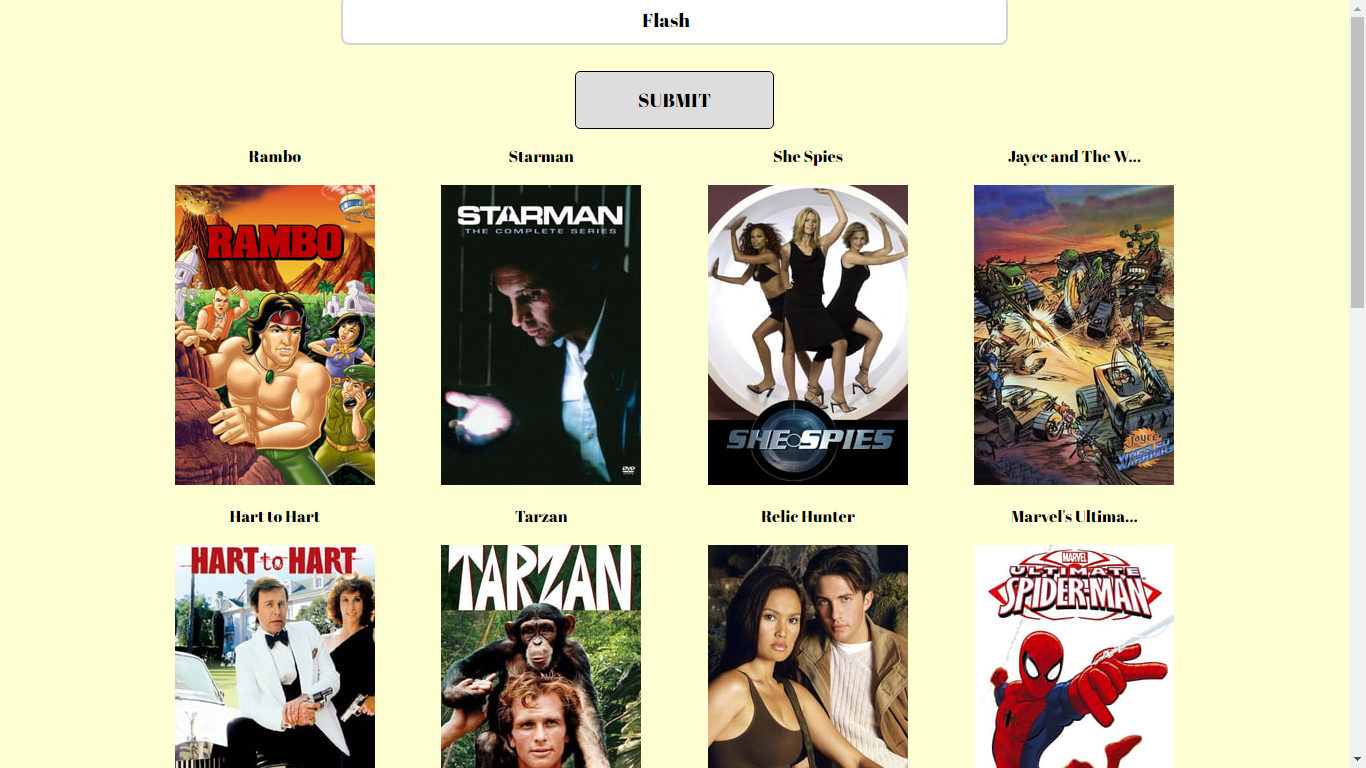 Flash
SUBMIT
Rambo
Starman
She Spies
Jayce and The W...
RAMBO
STARMAN
THE COMPLETE SERIES
SHE SPIES
DVD
Jayce
WHEELED WARRIORS
Hart to Hart
Tarzan
Relic Hunter
Marvel's Ultima...
HART to HART
TARZAN
MARVEL
ULTIMATE
SPIDER-MAN